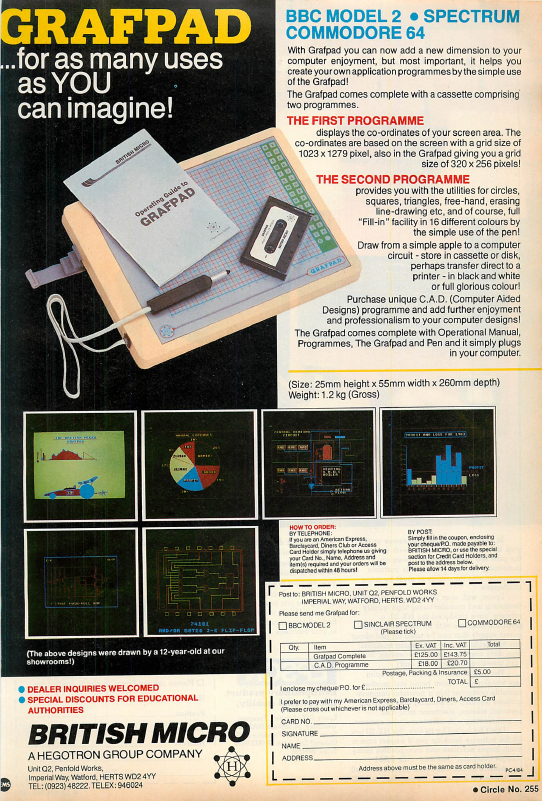 GRAFPAD
...for as many uses
as YOU
can imagine!
BRITISH MICRO
Operating Guide to
GRAFPAD
GRAFPAD
BBC MODEL 2 • SPECTRUM
COMMODORE 64
With Grafpad you can now add a new dimension to your
computer enjoyment, but most important, it helps you
create your own application programmes by the simple use
of the Grafpad!
The Grafpad comes complete with a cassette comprising
two programmes.
THE FIRST PROGRAMME
displays the co-ordinates of your screen area. The
co-ordinates are based on the screen with a grid size of
1023 x 1279 pixel, also in the Grafpad giving you a grid
size of 320 x 256 pixels!
THE SECOND PROGRAMME
provides you with the utilities for circles,
squares, triangles, free-hand, erasing
line-drawing etc, and of course, full
"Fill-in" facility in 16 different colours by
the simple use of the pen!
Draw from a simple apple to a computer
circuit - store in cassette or disk,
perhaps transfer direct to a
printer - in black and white
or full glorious colour!
Purchase unique C.A.D. (Computer Aided
Designs) programme and add further enjoyment
and professionalism to your computer designs!
The Grafpad comes complete with Operational Manual,
Programmes, The Grafpad and Pen and it simply plugs
in your computer.
(Size: 25mm height x 55mm width x 260mm depth)
Weight: 1.2 kg (Gross)
PROFIT AND LOSS FOR 1983
PROFIT
LOSS
74101
AND/OR GATED J-K FLIP-FLOP
(The above designs were drawn by a 12-year-old at our
showrooms!)
• DEALER INQUIRIES WELCOMED
• SPECIAL DISCOUNTS FOR EDUCATIONAL
AUTHORITIES
BRITISH MICRO
A HEGOTRON GROUP COMPANY
Unit Q2, Penfold Works,
Imperial Way, Watford, HERTS WD2 4YY
TEL: (0923) 48222. TELEX: 946024
H
HOW TO ORDER:
BY TELEPHONE:
If you are an American Express,
Barclaycard, Diners Club or Access
Card Holder simply telephone us giving
your Card No., Name, Address and
item(s) required and your orders will be
dispatched within 48 hours!
BY POST:
Simply fill in the coupon, enclosing
your cheque/P.O. made payable to:
BRITISH MICRO, or use the special
section for Credit Card Holders, and
post to the address below.
Please allow 14 days for delivery.
Post to: BRITISH MICRO, UNIT Q2, PENFOLD WORKS
IMPERIAL WAY, WATFORD, HERTS. WD2 4YY
Please send me Grafpad for:
BBC MODEL 2 SINCLAIR SPECTRUM COMMODORE 64
(Please tick)
Qty. Item Ex. VAT Inc. VAT Total
Grafpad Complete £125.00 £143.75
C.A.D. Programme £18.00 £20.70
Postage, Packing & Insurance £5.00
TOTAL £
I enclose my cheque/P.O. for £
I prefer to pay with my American Express, Barclaycard, Diners, Access Card
(Please cross out whichever is not applicable)
CARD NO.
SIGNATURE
NAME
ADDRESS
Address above must be the same as card holder.
PC4/84
• Circle No. 255